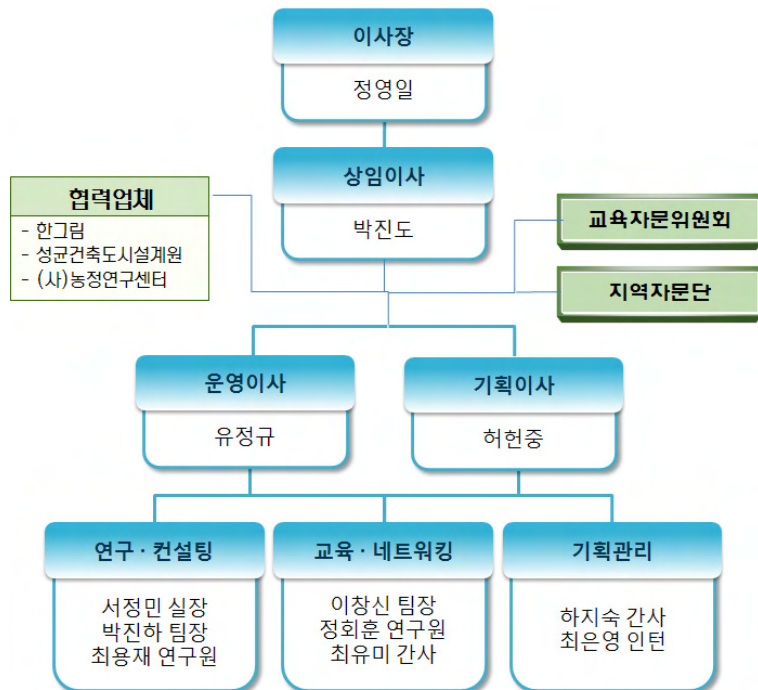 이사장
정영일
상임이사
박진도
협력업체
- 한그림
- 성균건축도시설계원
- (사)농정연구센터
교육자문위원회
지역자문단
운영이사
유정규
기획이사
허헌중
연구 · 컨설팅
서정민 실장
박진하 팀장
최용재 연구원
교육 · 네트워킹
이창신 팀장
정회훈 연구원
최유미 간사
기획관리
하지숙 간사
최은영 인턴